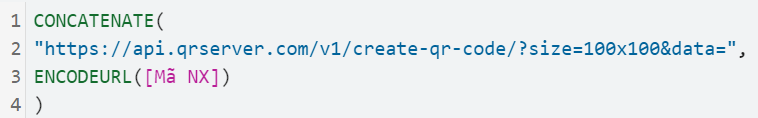 1 CONCATENATE(
2 "https://api.qrserver.com/v1/create-qr-code/?size=100x100&data=",
3 ENCODEURL([Mã NX])
4 )